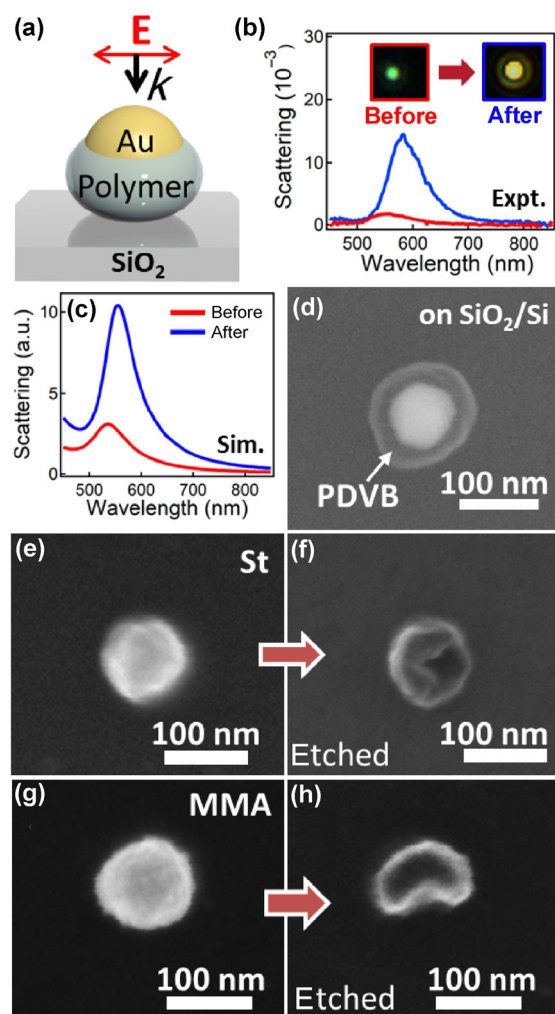 (a)
E
k
Au
Polymer
SiO₂
(b)
Scattering (10⁻³)
30
20
10
0
Before
After
Expt.
500 600 700 800
Wavelength (nm)
(c)
Scattering (a.u.)
10
5
0
Before
After
Sim.
500 600 700 800
Wavelength (nm)
(d)
on SiO₂/Si
PDVB
100 nm
(e)
St
100 nm
(f)
Etched
100 nm
(g)
MMA
100 nm
(h)
Etched
100 nm